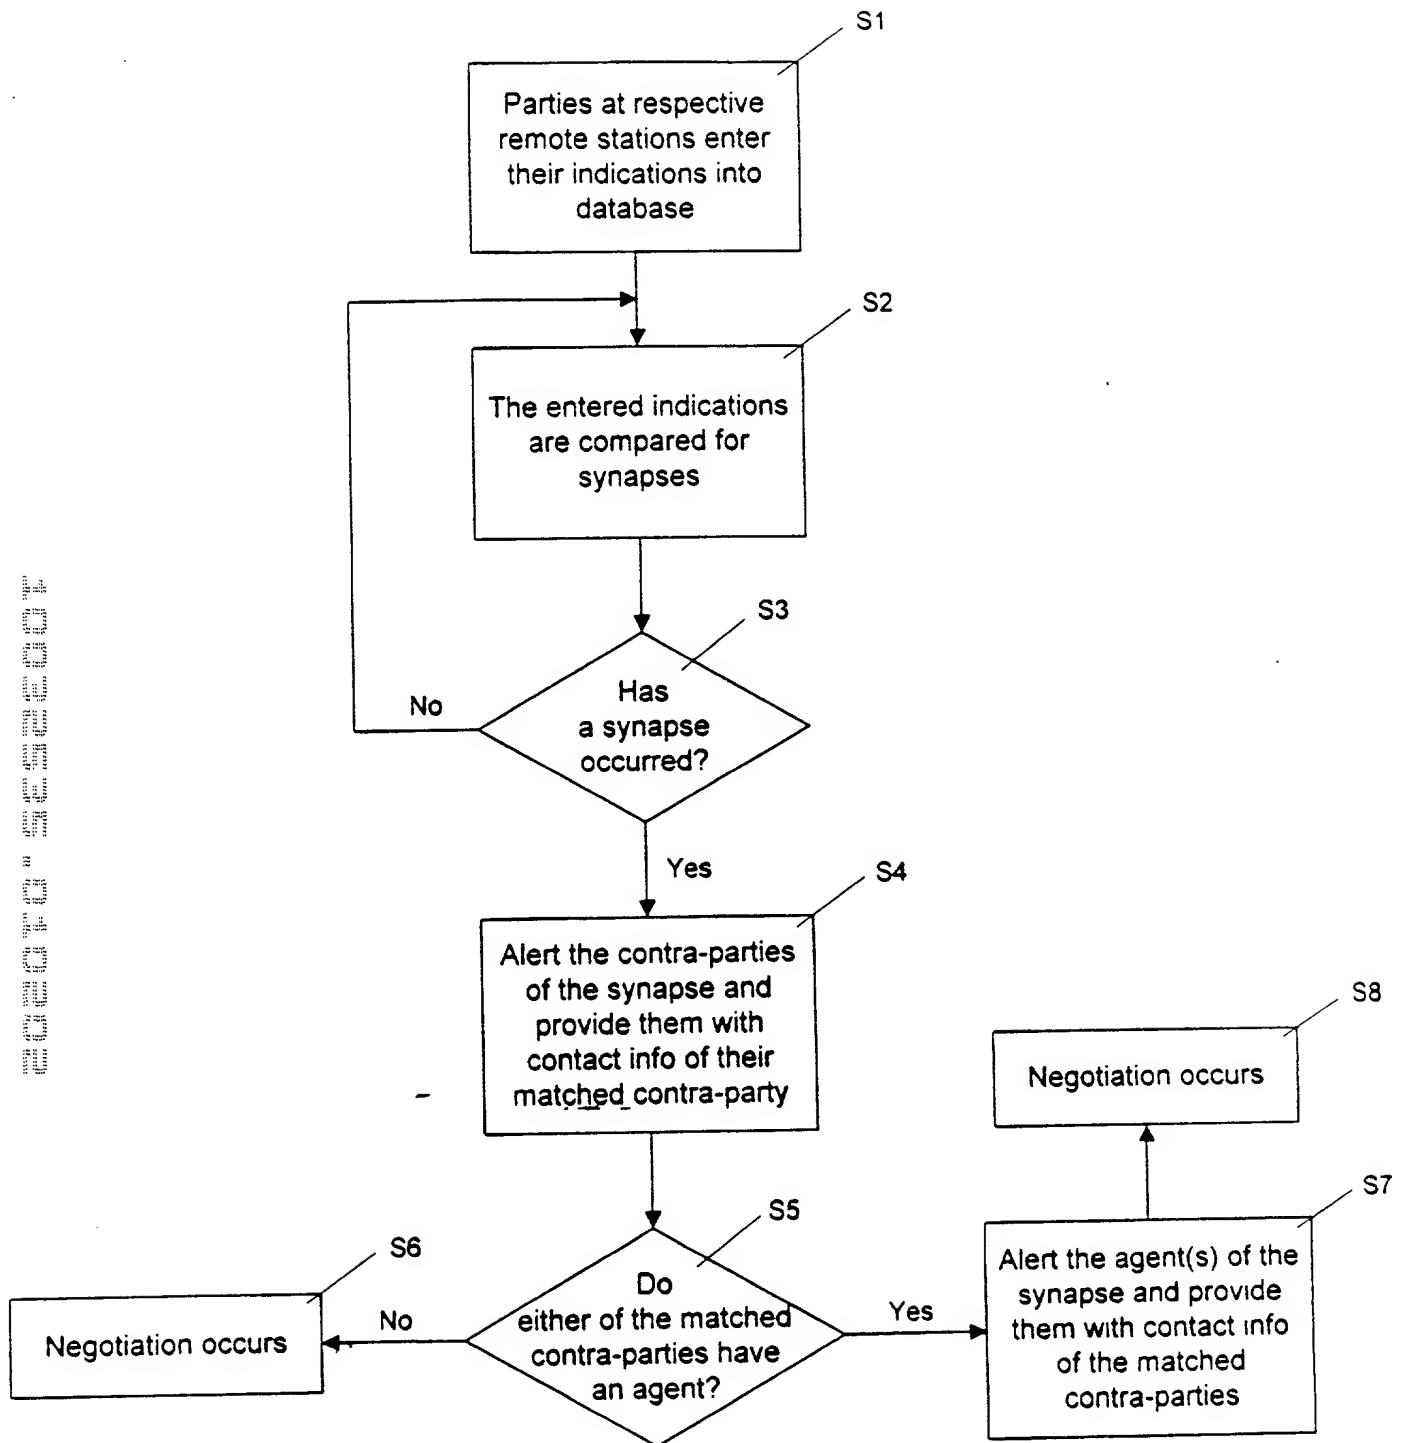 S1
Parties at respective
remote stations enter
their indications into
database
S2
The entered indications
are compared for
synapses
S3
Has
a synapse
occurred?
No
Yes
S4
Alert the contra-parties
of the synapse and
provide them with
contact info of their
matched contra-party
S8
Negotiation occurs
S5
Do
either of the matched
contra-parties have
an agent?
S6
No
Negotiation occurs
Yes
S7
Alert the agent(s) of the
synapse and provide
them with contact info
of the matched
contra-parties
10032535.010202